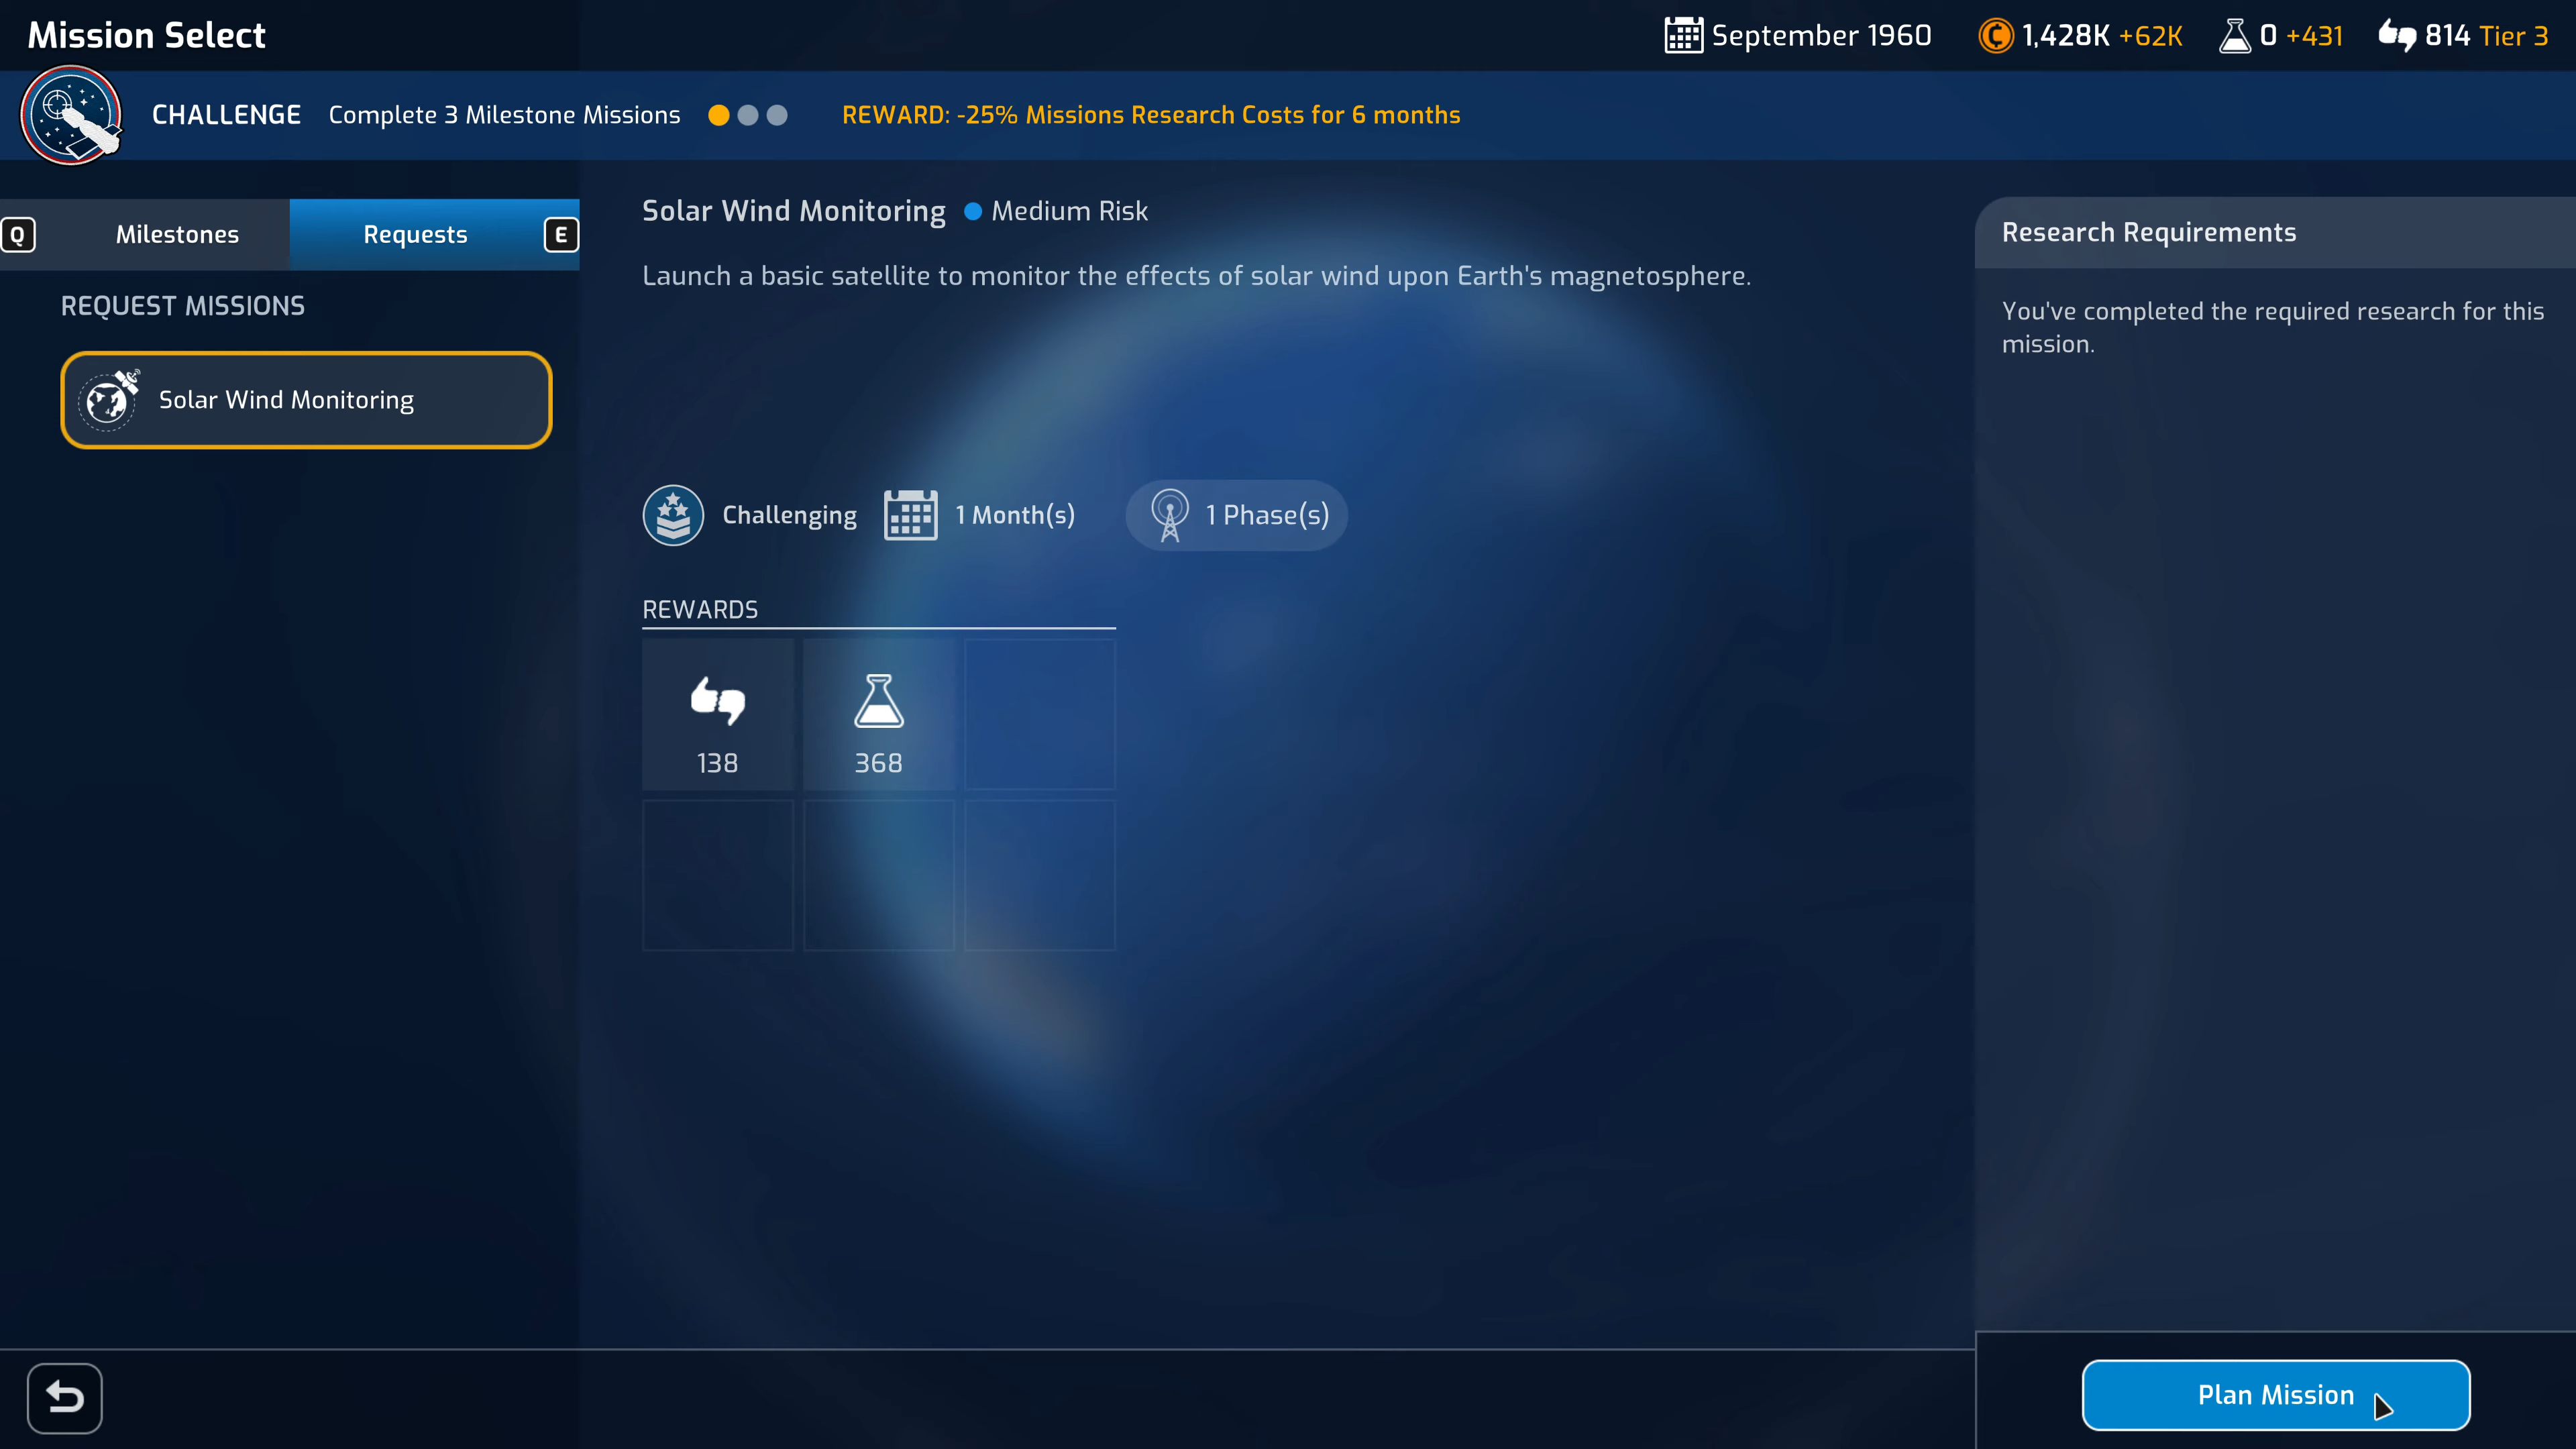 Mission Select
September 1960
1,428K +62K
0 +431
814 Tier 3
CHALLENGE Complete 3 Milestone Missions
REWARD: -25% Missions Research Costs for 6 months
Q Milestones Requests E
REQUEST MISSIONS
Solar Wind Monitoring
Solar Wind Monitoring Medium Risk
Launch a basic satellite to monitor the effects of solar wind upon Earth's magnetosphere.
Challenging 1 Month(s) 1 Phase(s)
REWARDS
138 368
Research Requirements
You've completed the required research for this
mission.
Plan Mission